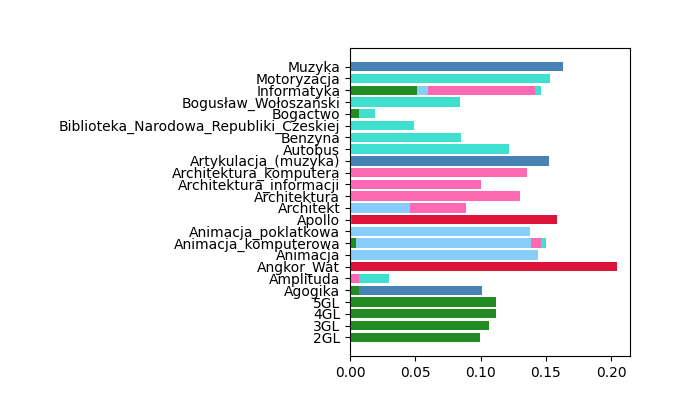 Muzyka
Motoryzacja
Informatyka
Bogusław_Wołoszański
Bogactwo
Biblioteka_Narodowa_Republiki_Czeskiej
Benzyna
Autobus
Artykulacja_(muzyka)
Architektura_komputera
Architektura_informacji
Architektura
Architekt
Apollo
Animacja_poklatkowa
Animacja_komputerowa
Animacja
Angkor_Wat
Amplituda
Agogika
5GL
4GL
3GL
2GL
0.00 0.05 0.10 0.15 0.20